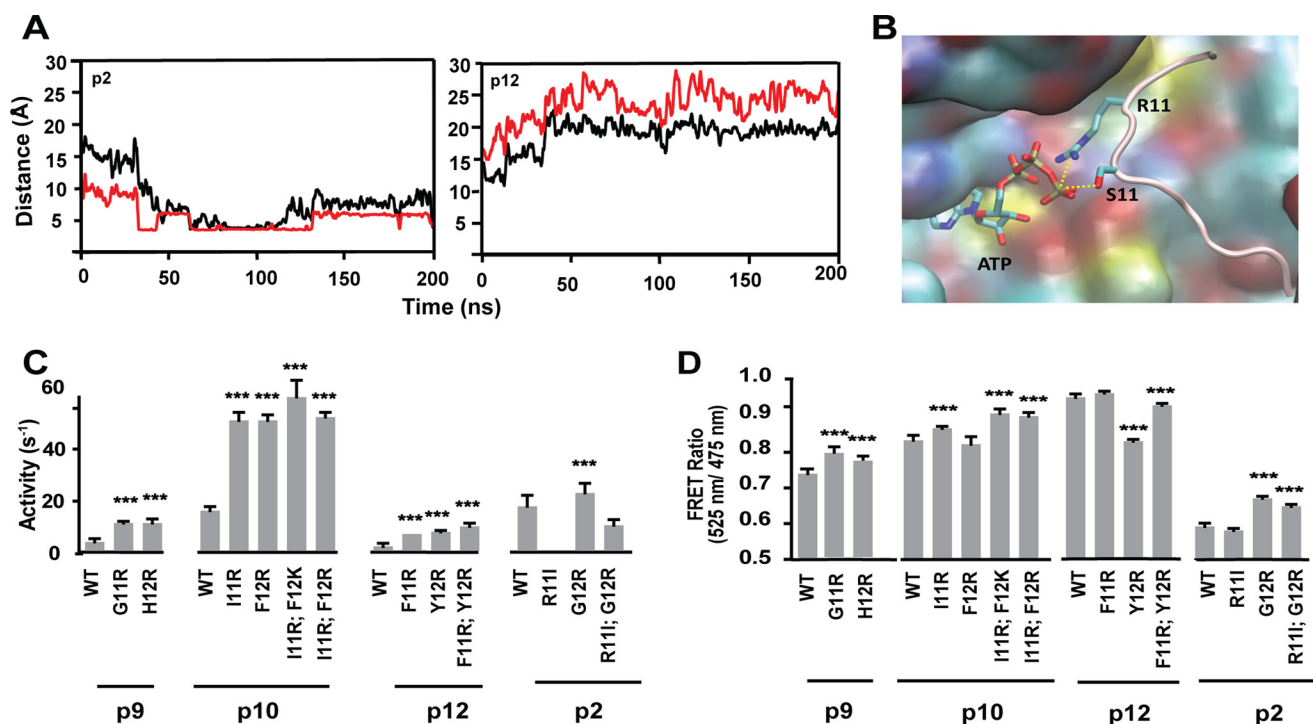 A
B
p2
p12
30
25
20
15
10
5
30
25
20
15
10
5
0
Distance (Å)
0 50 100 150 200
0 50 100 150 200
Time (ns)
R11
S11
ATP
C
D
60
40
20
0
Activity (s⁻¹)
*** ***
*** *** *** ***
*** *** ***
***
WT
G11R
H12R
WT
I11R
F12R
I11R; F12K
I11R; F12R
WT
F11R
Y12R
F11R; Y12R
WT
R11I
G12R
R11I; G12R
p9
p10
p12
p2
1.0
0.9
0.8
0.7
0.6
0.5
FRET Ratio
(525 nm/ 475 nm)
*** ***
*** *** ***
*** ***
*** ***
WT
G11R
H12R
WT
I11R
F12R
I11R; F12K
I11R; F12R
WT
F11R
Y12R
F11R; Y12R
WT
R11I
G12R
R11I; G12R
p9
p10
p12
p2